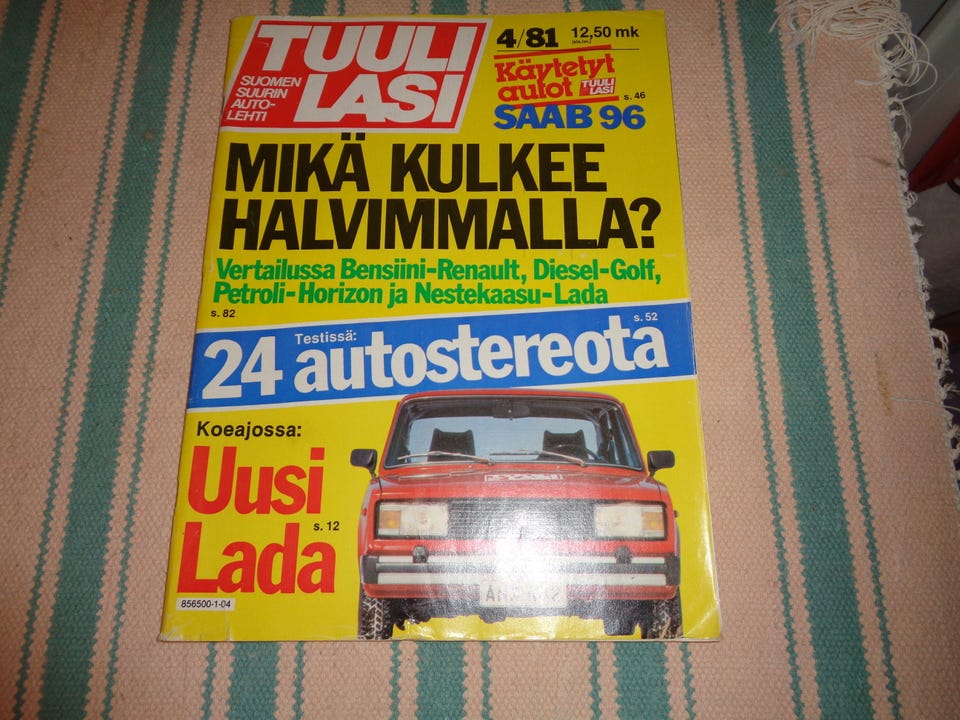 TUULI
LASI
SUOMEN
SUURIN
AUTO-
LEHTI
4/81 12,50 mk
Käytetyt
autot TUULI LASI
s. 46
SAAB 96
MIKÄ KULKEE
HALVIMMALLA?
Vertailussa Bensiini-Renault, Diesel-Golf,
Petroli-Horizon ja Nestekaasu-Lada
s. 82
s. 52
Testissä:
24 autostereota
Koeajossa:
Uusi
s. 12
Lada
856500-1-04